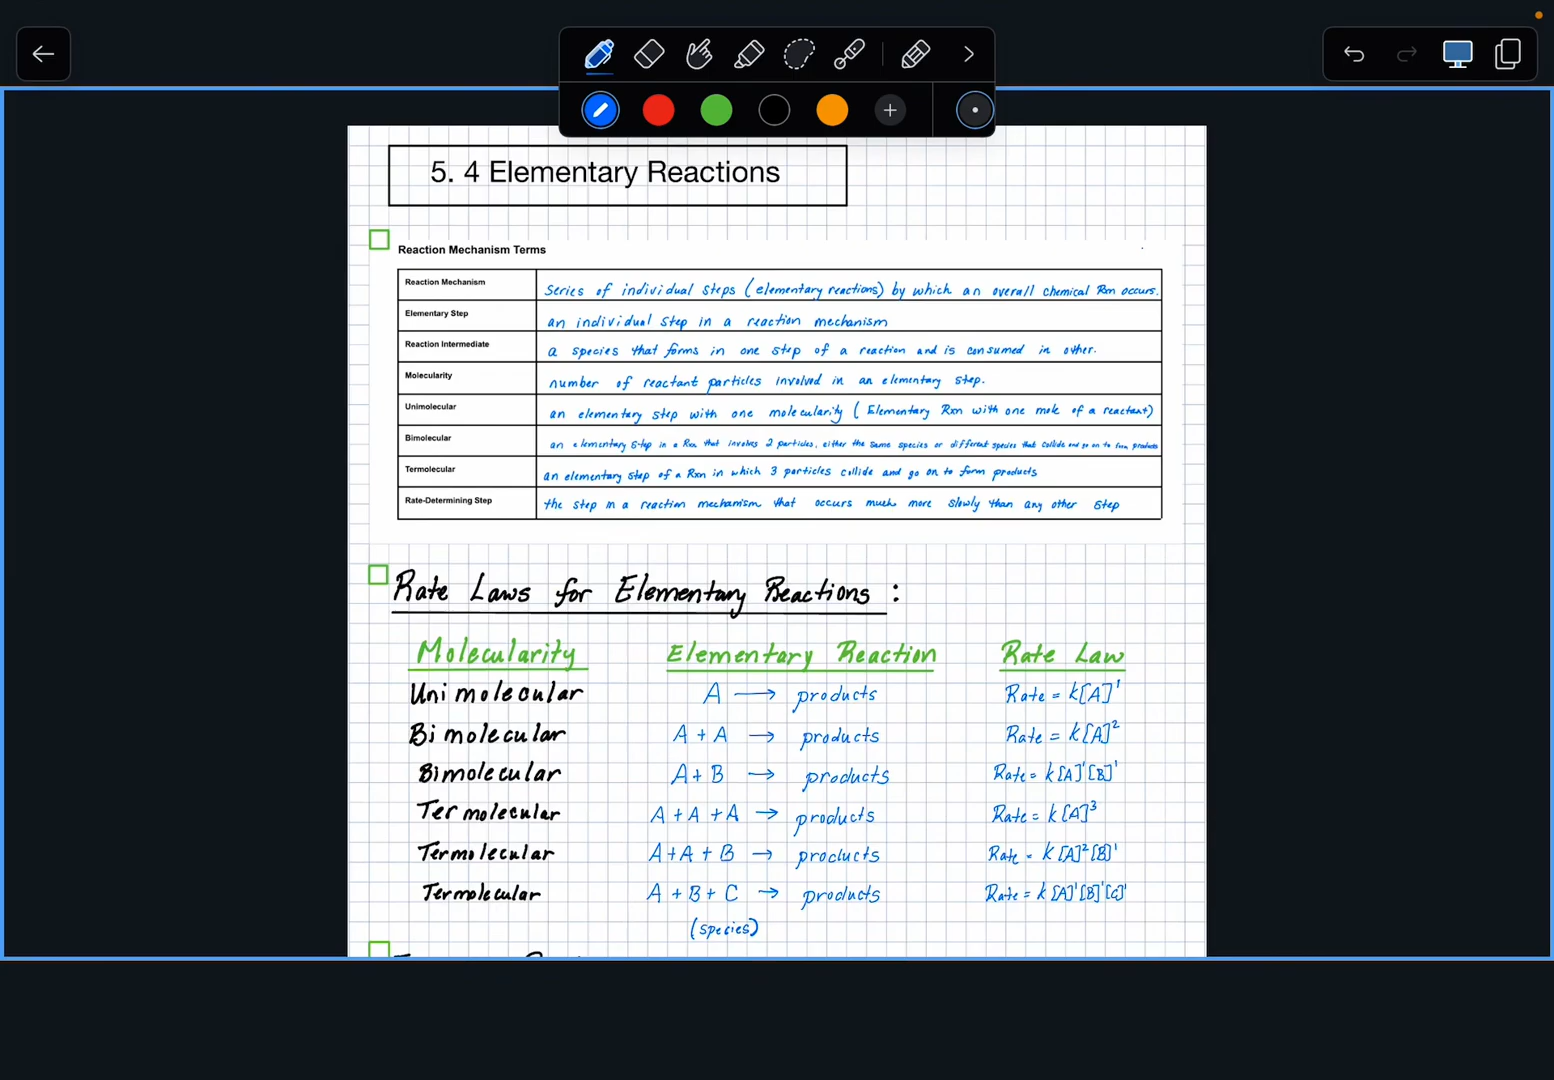 5. 4 Elementary Reactions
Reaction Mechanism Terms
Reaction Mechanism
Series of individual steps (elementary reactions) by which an overall chemical Rxn occurs.
Elementary Step
an individual step in a reaction mechanism
Reaction Intermediate
a species that forms in one step of a reaction and is consumed in other.
Molecularity
number of reactant particles involved in an elementary step.
Unimolecular
an elementary step with one molecularity ( Elementary Rxn with one mole of a reactant)
Bimolecular
an elementary step in a Rxn that involves 2 particles, either the same species or different species that collide and go on to form products
Termolecular
an elementary step of a Rxn in which 3 particles collide and go on to form products
Rate-Determining Step
the step in a reaction mechanism that occurs much more slowly than any other step
Rate Laws for Elementary Reactions :
Molecularity Elementary Reaction Rate Law
Unimolecular A → products Rate = k[A]¹
Bimolecular A + A → products Rate = k[A]²
Bimolecular A + B → products Rate = k[A]¹[B]¹
Termolecular A + A + A → products Rate = k[A]³
Termolecular A + A + B → products Rate = k[A]²[B]¹
Termolecular A + B + C → products Rate = k[A]¹[B]¹[C]¹
(species)